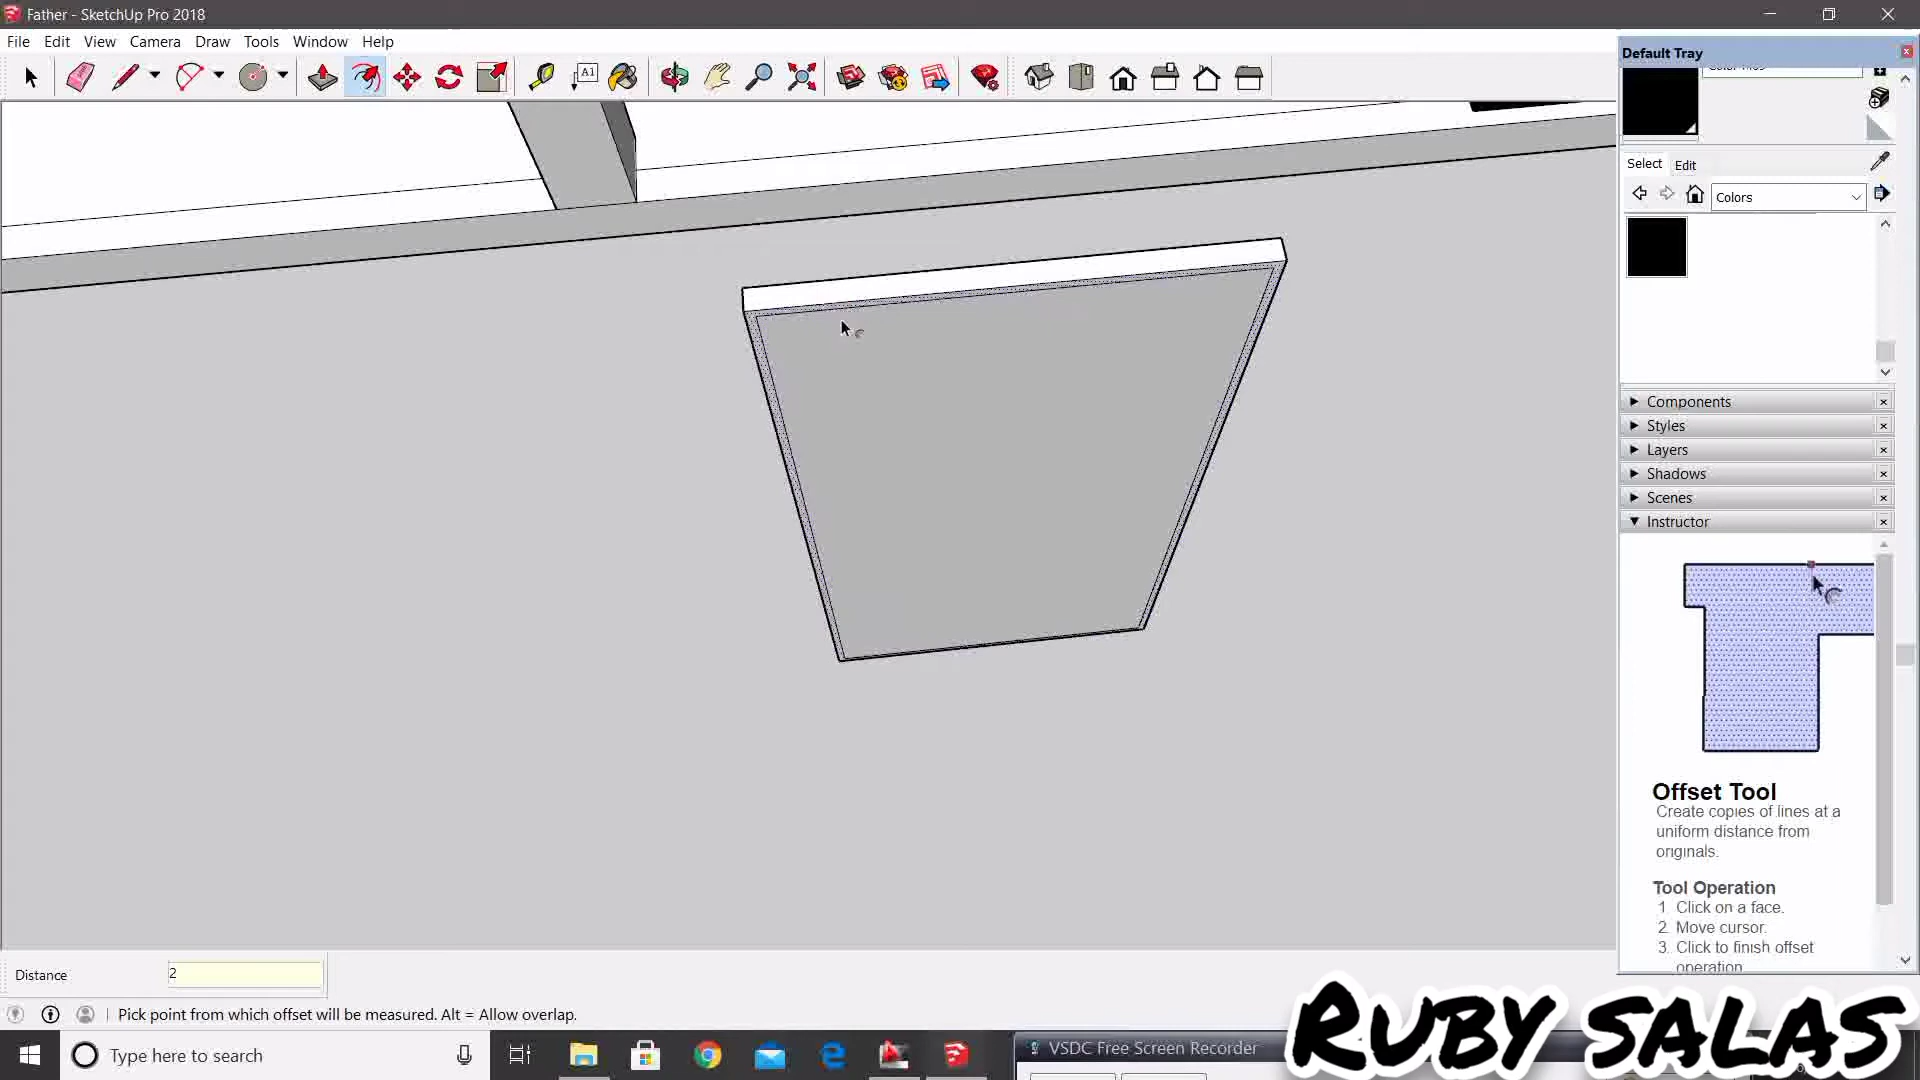 Father - SketchUp Pro 2018
File Edit View Camera Draw Tools Window Help
Default Tray
A1
Select Edit
Colors
Components
Styles
Layers
Shadows
Scenes
Instructor
Offset Tool
Create copies of lines at a
uniform distance from
originals.
Tool Operation
1. Click on a face.
2. Move cursor.
3. Click to finish offset
operation
Distance 2
Pick point from which offset will be measured. Alt = Allow overlap.
Type here to search
VSDC Free Screen Recorder
RUBY SALAS